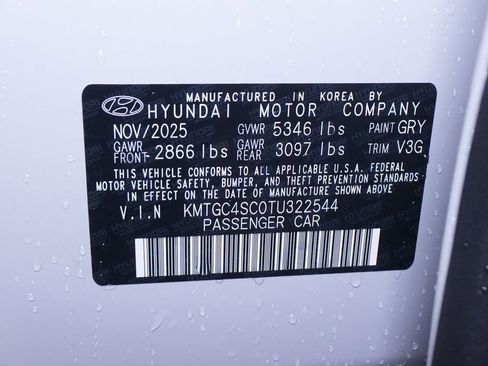 MANUFACTURED IN KOREA BY
HYUNDAI MOTOR COMPANY
NOV/2025 GVWR 5346 lbs PAINT GRY
GAWR FRONT 2866 lbs GAWR REAR 3097 lbs TRIM V3G
THIS VEHICLE CONFORMS TO ALL APPLICABLE U.S.A. FEDERAL
MOTOR VEHICLE SAFETY, BUMPER, AND THEFT PREVENTION STANDARDS
IN EFFECT ON THE DATE OF MANUFACTURE SHOWN ABOVE.
V.I.N KMTGC4SC0TU322544
PASSENGER CAR